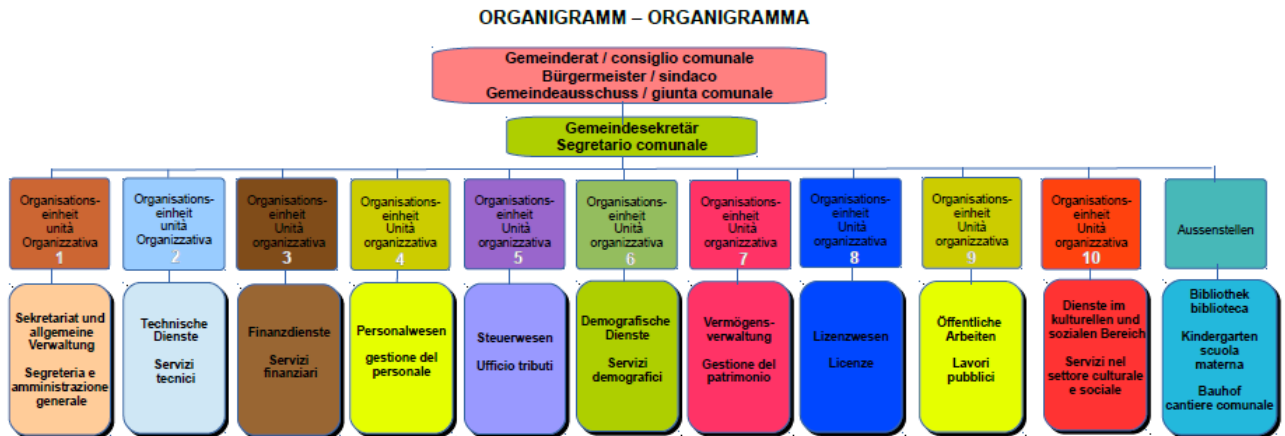 ORGANIGRAMM – ORGANIGRAMMA
Gemeinderat / consiglio comunale
Bürgermeister / sindaco
Gemeindeausschuss / giunta comunale
Gemeindesekretär
Segretario comunale
Organisations-
einheit
unità
Organizzativa
1
Organisations-
einheit
unità
Organizzativa
2
Organisations-
einheit
Unità
organizzativa
3
Organisations-
einheit
Unità
organizzativa
4
Organisations-
einheit
Unità
organizzativa
5
Organisations-
einheit
Unità
organizzativa
6
Organisations-
einheit
Unità
organizzativa
7
Organisations-
einheit
Unità
organizzativa
8
Organisations-
einheit
Unità
organizzativa
9
Organisations-
einheit
Unità
organizzativa
10
Aussenstellen
Sekretariat und
allgemeine
Verwaltung
Segreteria e
amministrazione
generale
Technische
Dienste
Servizi
tecnici
Finanzdienste
Servizi
finanziari
Personalwesen
gestione del
personale
Steuerwesen
Ufficio tributi
Demografische
Dienste
Servizi
demografici
Vermögens-
verwaltung
Gestione del
patrimonio
Lizenzwesen
Licenze
Öffentliche
Arbeiten
Lavori
pubblici
Dienste im
kulturellen und
sozialen Bereich
Servizi nel
settore culturale
e sociale
Bibliothek
biblioteca
Kindergarten
scuola
materna
Bauhof
cantiere comunale